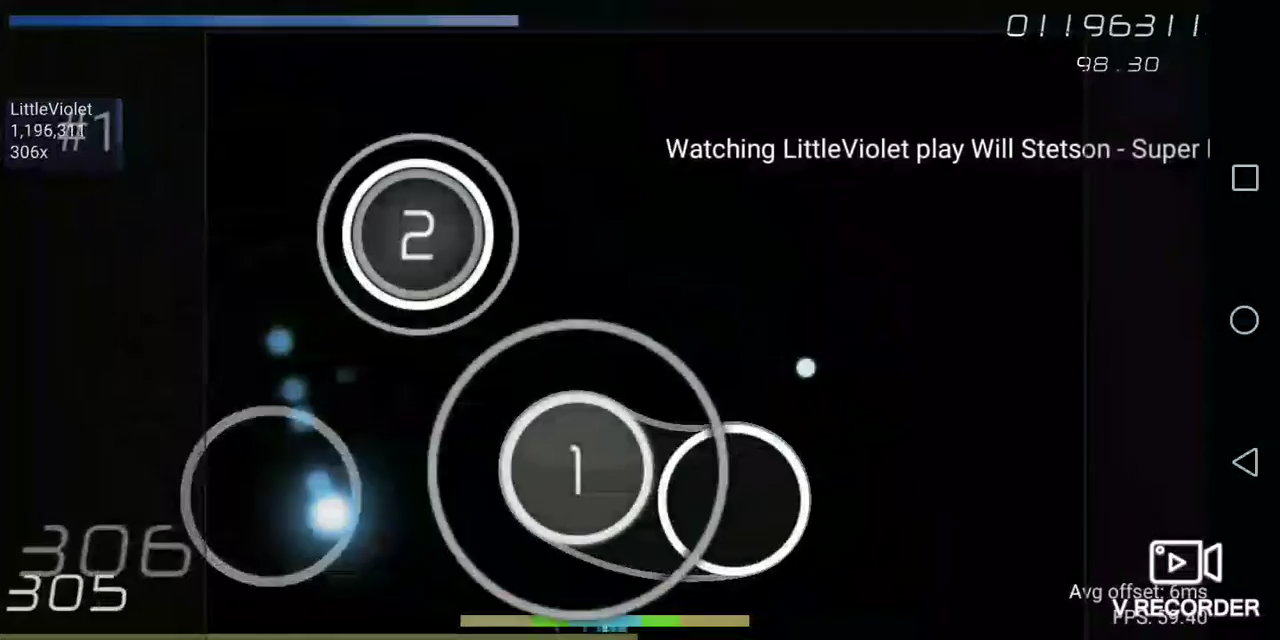 01196311
98.30
LittleViolet
#1
1,196,311
306x
Watching LittleViolet play Will Stetson - Super
2
1
306
305
Avg offset: 6ms
V RECORDER
FPS: 59.40